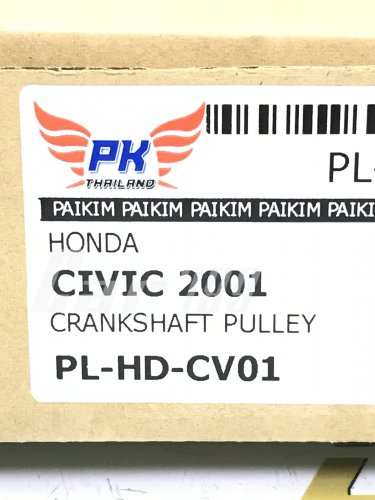 PK
THAILAND
PL-
PAIKIM PAIKIM PAIKIM PAIKIM PAIKI
HONDA
CIVIC 2001
CRANKSHAFT PULLEY
PL-HD-CV01